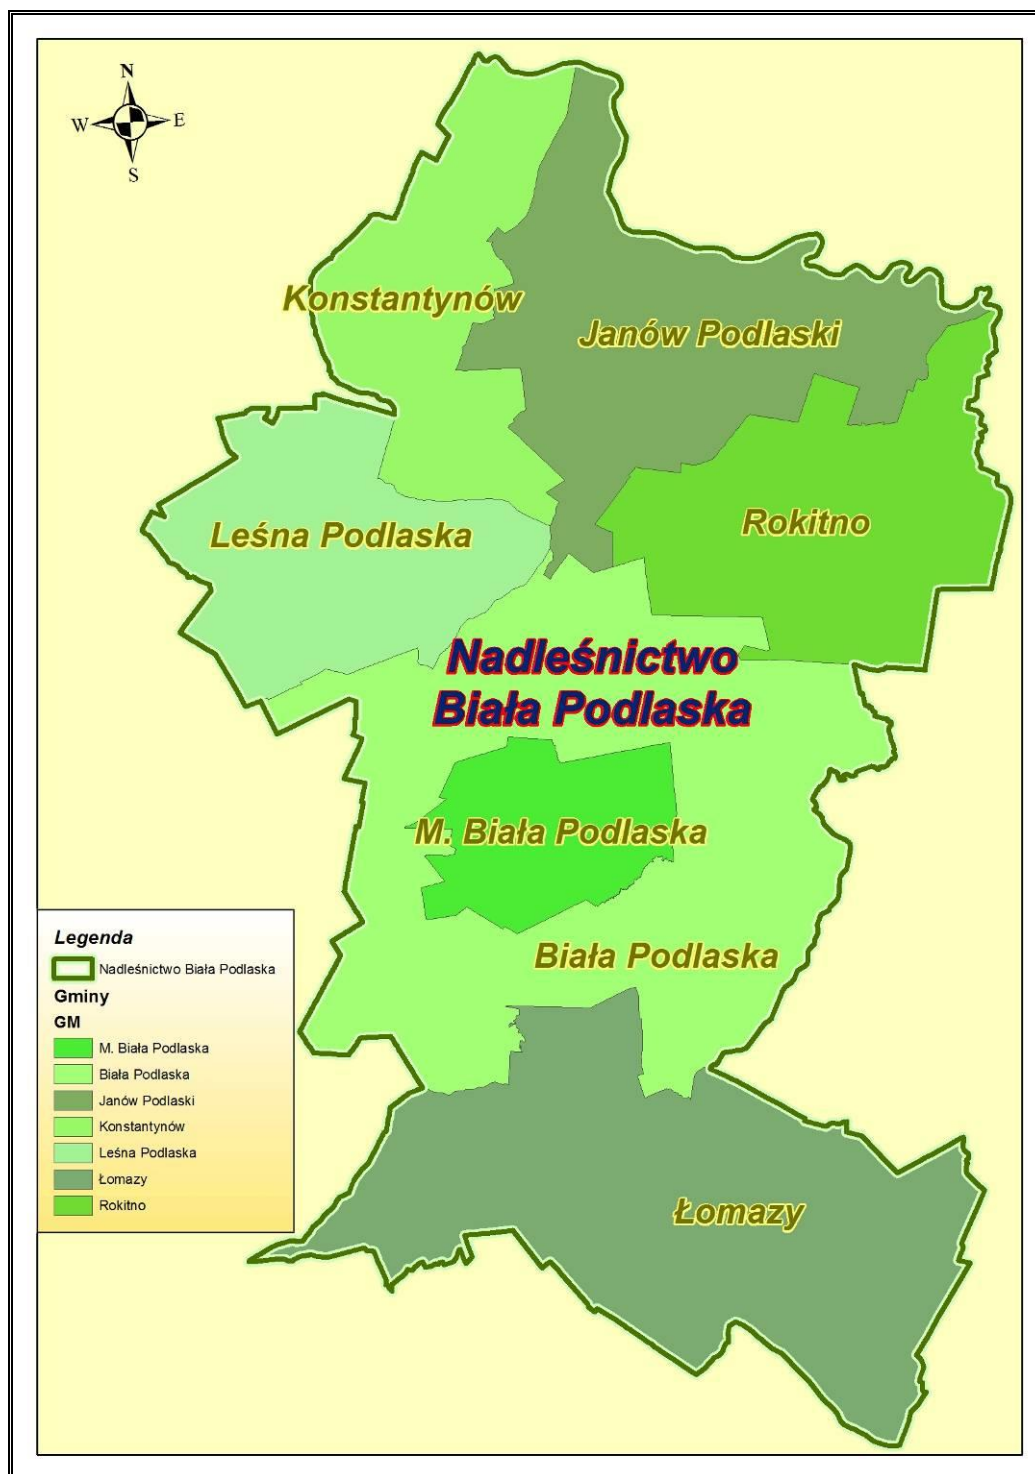 N
W E
S
Konstantynów
Janów Podlaski
Leśna Podlaska
Rokitno
Nadleśnictwo
Biała Podlaska
M. Biała Podlaska
Biała Podlaska
Łomazy
Legenda
Nadleśnictwo Biała Podlaska
Gminy
GM
M. Biała Podlaska
Biała Podlaska
Janów Podlaski
Konstantynów
Leśna Podlaska
Łomazy
Rokitno